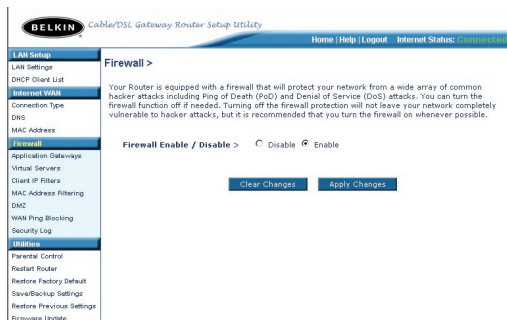 BELKIN
Cable/DSL Gateway Router Setup Utility
Home | Help | Logout Internet Status: Connected
LAN Setup
LAN Settings
DHCP Client List
Internet WAN
Connection Type
DNS
MAC Address
Firewall
Application Gateways
Virtual Servers
Client IP Filters
MAC Address Filtering
DMZ
WAN Ping Blocking
Security Log
Utilities
Parental Control
Restart Router
Restore Factory Default
Save/Backup Settings
Restore Previous Settings
Firmware Update
Firewall >
Your Router is equipped with a firewall that will protect your network from a wide array of common
hacker attacks including Ping of Death (PoD) and Denial of Service (DoS) attacks. You can turn the
firewall function off if needed. Turning off the firewall protection will not leave your network completely
vulnerable to hacker attacks, but it is recommended that you turn the firewall on whenever possible.
Firewall Enable / Disable > Disable Enable
Clear Changes Apply Changes